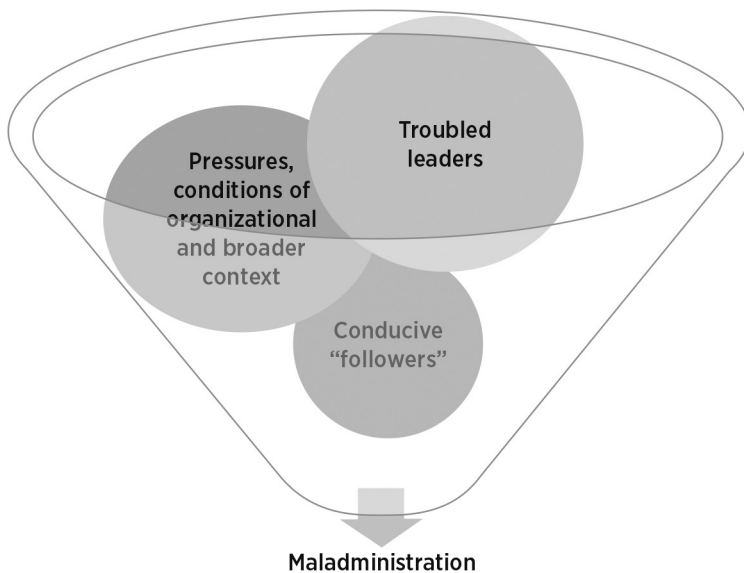 Troubled
leaders
Pressures,
conditions of
organizational
and broader
context
Conducive
“followers”
Maladministration